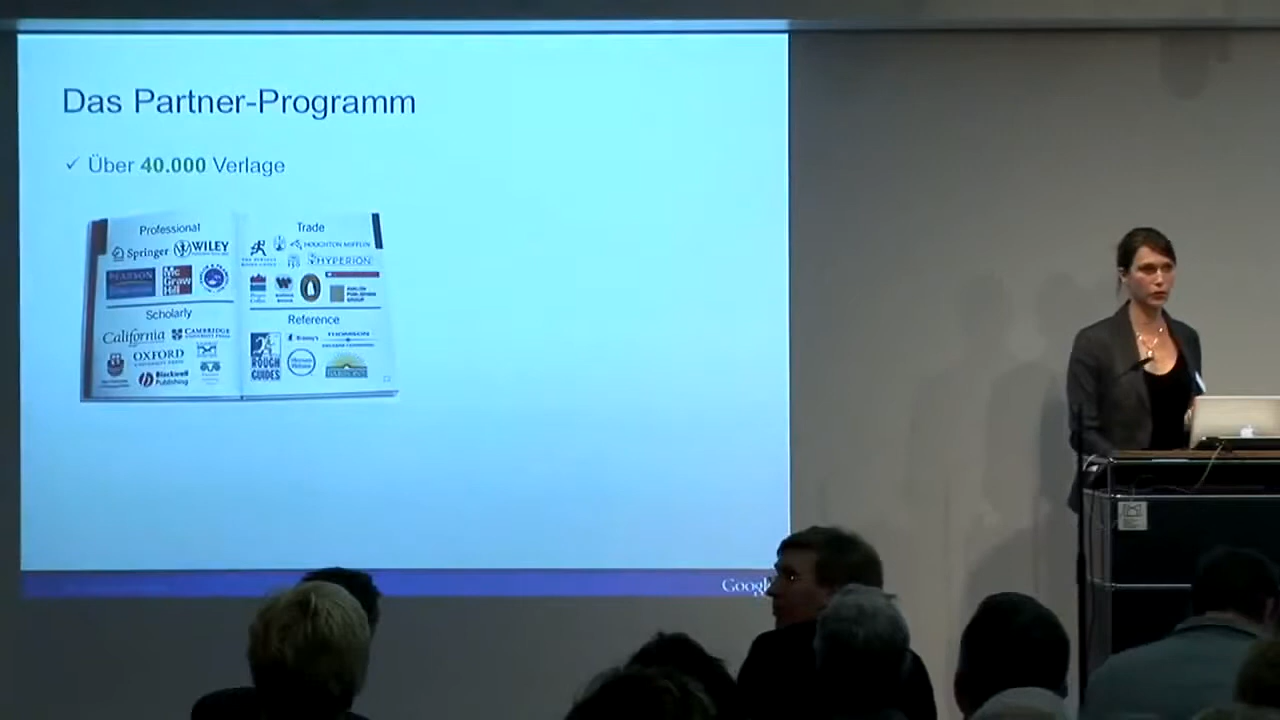 Das Partner-Programm
✓ Über 40.000 Verlage
Professional
Springer
WILEY
PEARSON
Mc
Graw
Hill
Scholarly
California
CAMBRIDGE
OXFORD
Blackwell
Publishing
Trade
HOUGHTON MIFFLIN
HYPERION
Reference
THOMSON
ROUGH
GUIDES
Googl